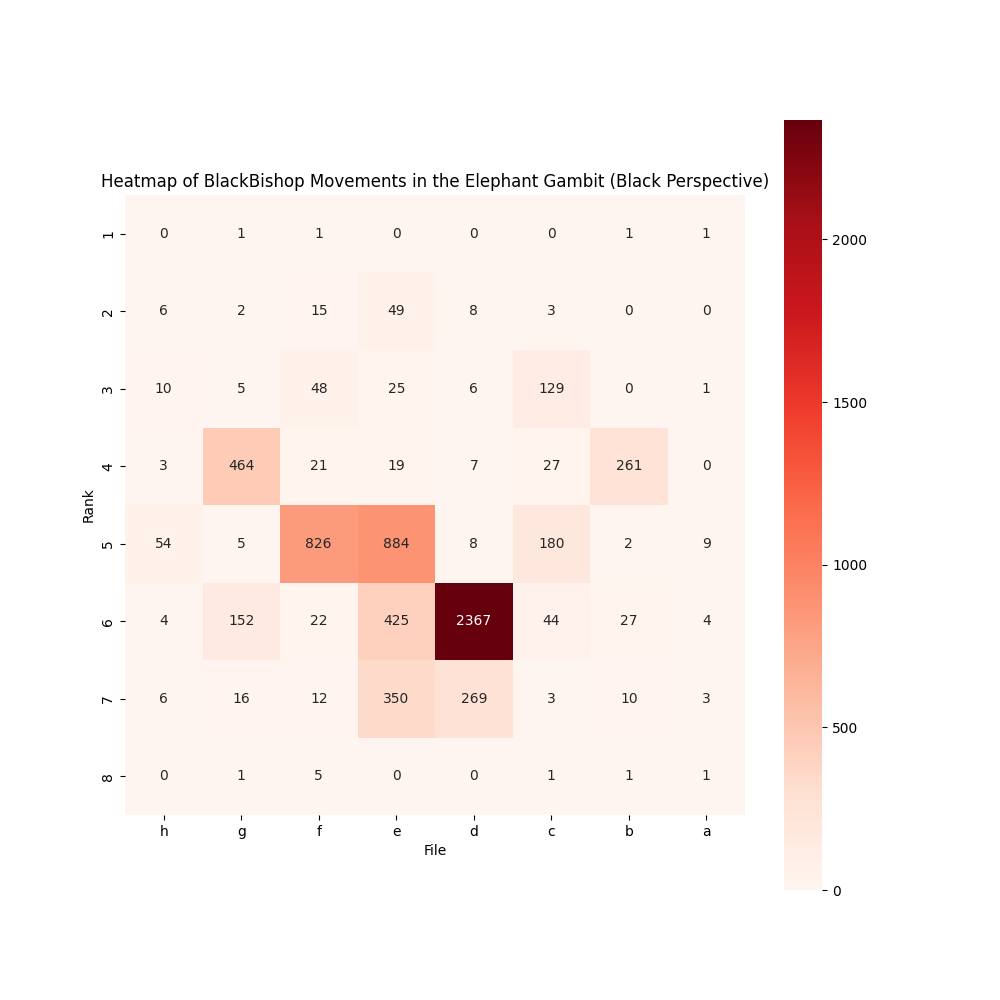 Heatmap of BlackBishop Movements in the Elephant Gambit (Black Perspective)
1 0 1 1 0 0 0 1 1
2 6 2 15 49 8 3 0 0
3 10 5 48 25 6 129 0 1
4 3 464 21 19 7 27 261 0
Rank
5 54 5 826 884 8 180 2 9
6 4 152 22 425 2367 44 27 4
7 6 16 12 350 269 3 10 3
8 0 1 5 0 0 1 1 1
h g f e d c b a
File
2000
1500
1000
500
0